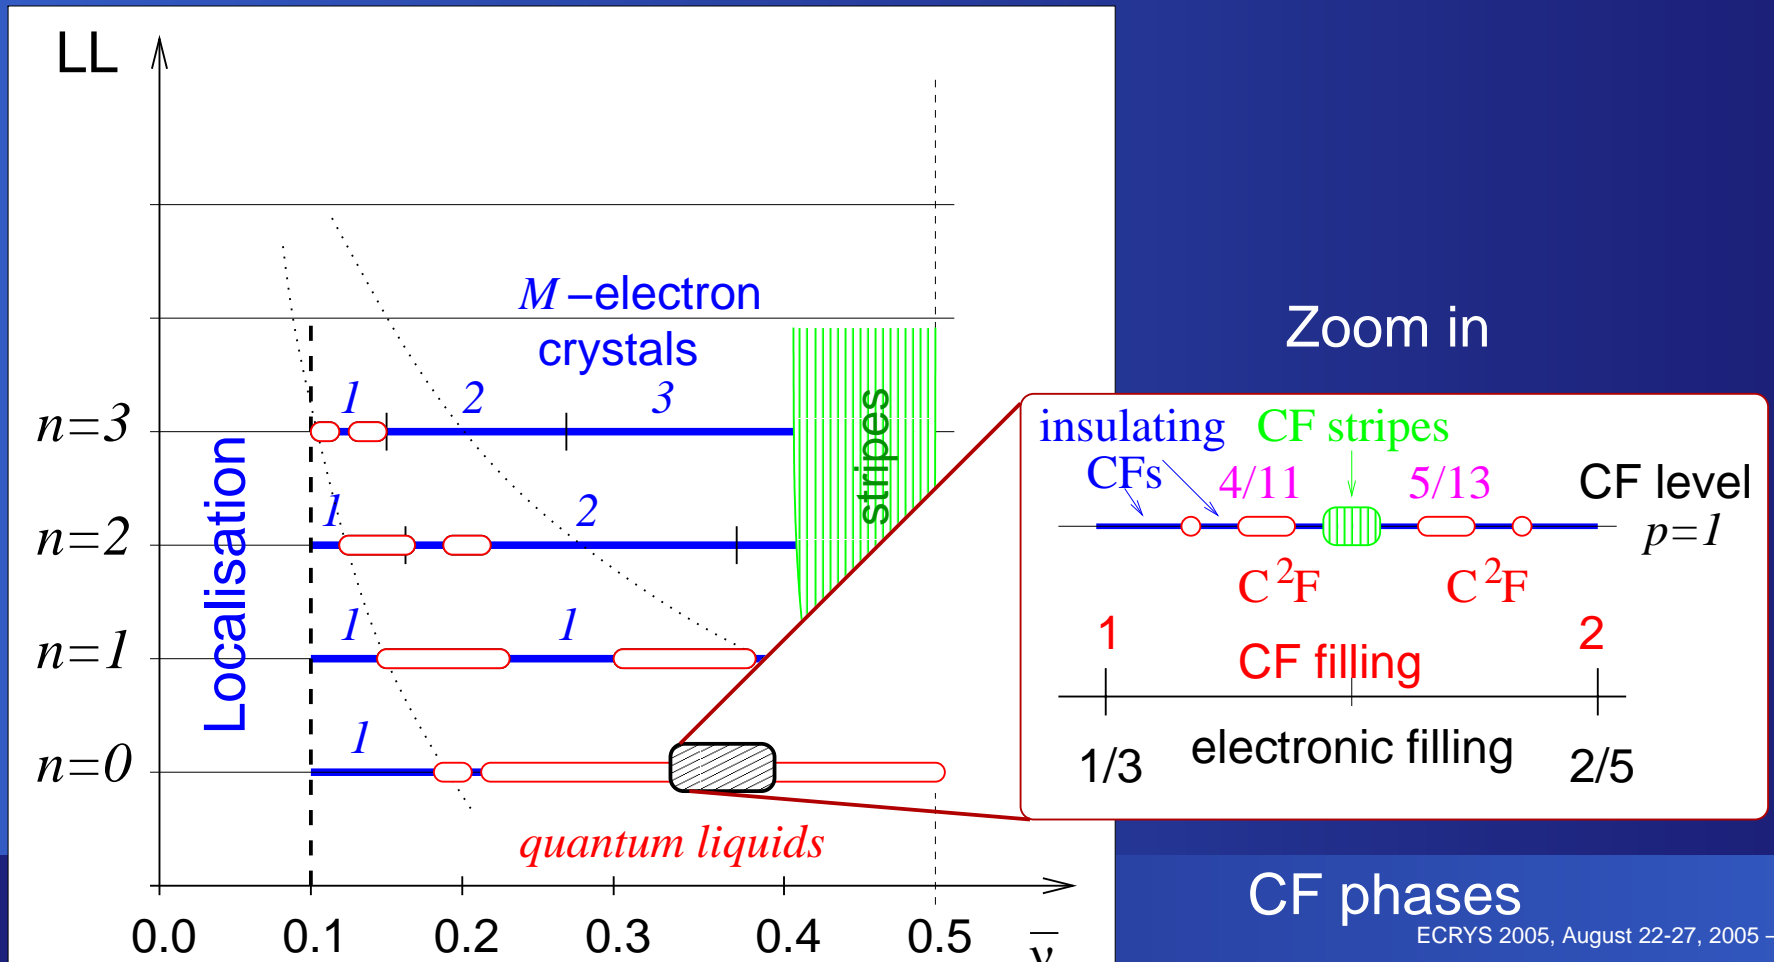 LL
M –electron
crystals
1 2 3
n=3
1 2
n=2
1 1
n=1
1
n=0
Localisation
stripes
quantum liquids
0.0 0.1 0.2 0.3 0.4 0.5 ν̅
Zoom in
insulating CF stripes
CFs 4/11 5/13 CF level
p=1
C²F C²F
1 2
CF filling
electronic filling
1/3 2/5
CF phases
ECRYS 2005, August 22-27, 2005 –